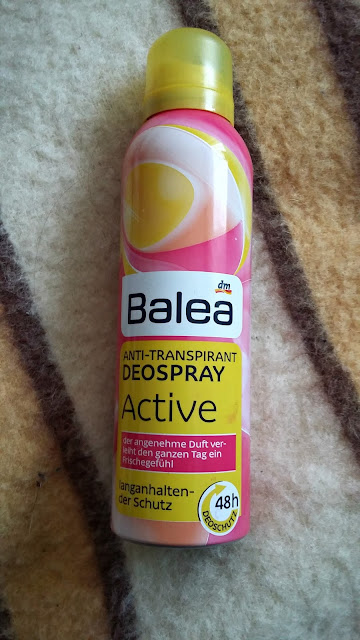 dm
Balea
ANTI-TRANSPIRANT
DEOSPRAY
Active
der angenehme Duft ver-
leiht den ganzen Tag ein
Frischegefühl
langanhalten-
der Schutz
48h
DEOSCHUTZ